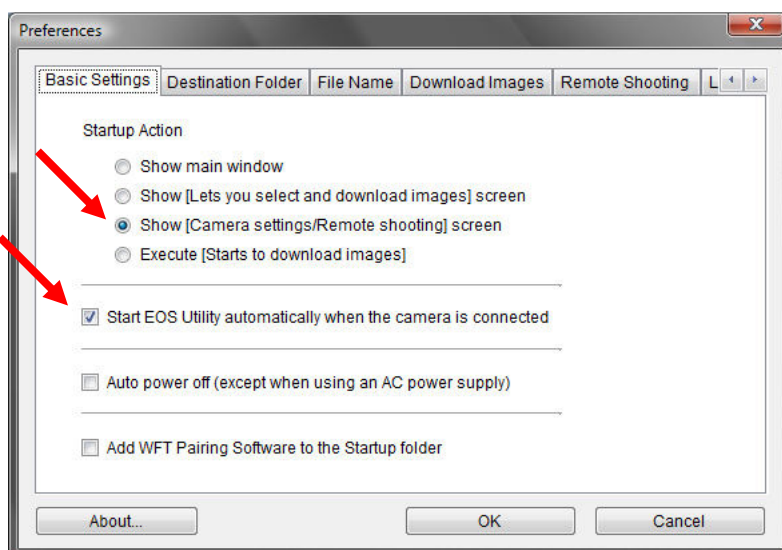 Preferences
Basic Settings Destination Folder File Name Download Images Remote Shooting L
Startup Action
Show main window
Show [Lets you select and download images] screen
Show [Camera settings/Remote shooting] screen
Execute [Starts to download images]
Start EOS Utility automatically when the camera is connected
Auto power off (except when using an AC power supply)
Add WFT Pairing Software to the Startup folder
About... OK Cancel